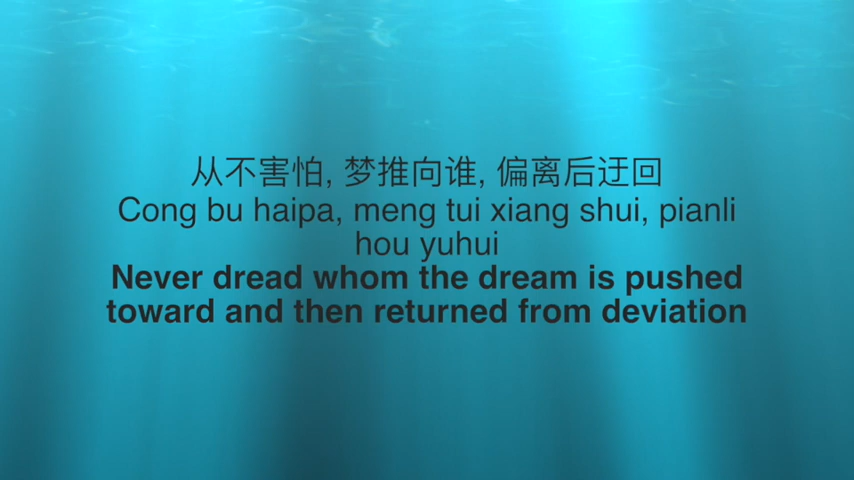 从不害怕, 梦推向谁, 偏离后迂回
Cong bu haipa, meng tui xiang shui, pianli
hou yuhui
Never dread whom the dream is pushed
toward and then returned from deviation